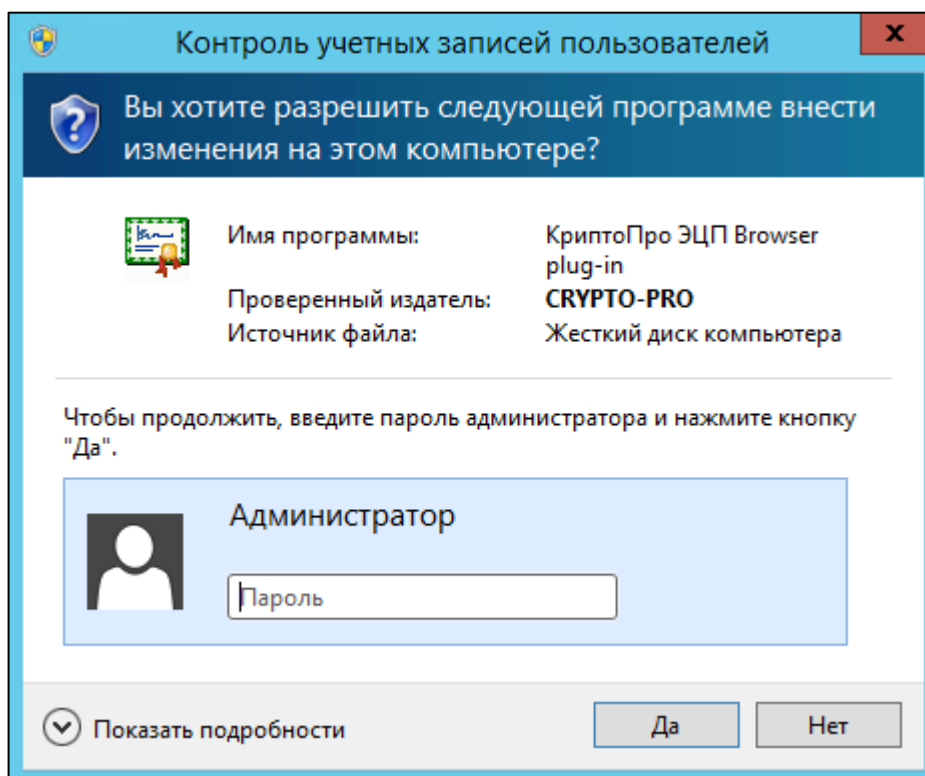 Контроль учетных записей пользователей
Вы хотите разрешить следующей программе внести
изменения на этом компьютере?
Имя программы: КриптоПро ЭЦП Browser
plug-in
Проверенный издатель: CRYPTO-PRO
Источник файла: Жесткий диск компьютера
Чтобы продолжить, введите пароль администратора и нажмите кнопку
"Да".
Администратор
Пароль
Показать подробности Да Нет